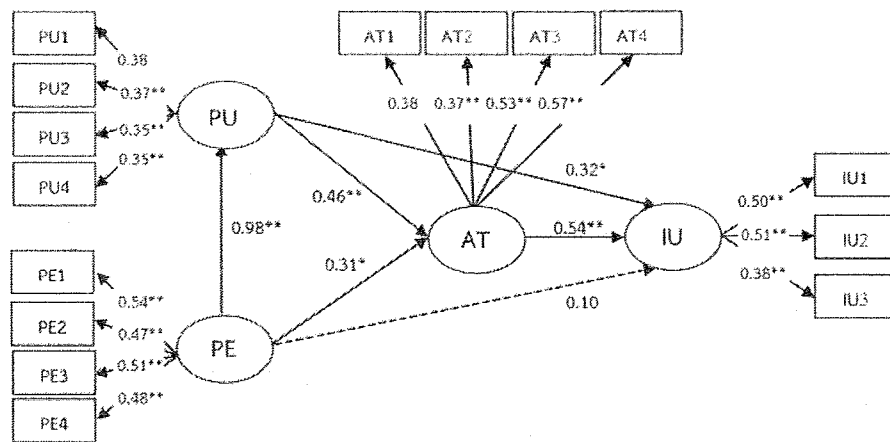 PU1
0.38
PU2
0.37**
PU3
0.35**
PU4
0.35**
PU
AT1
AT2
AT3
AT4
0.38
0.37**
0.53**
0.57**
0.32*
0.46**
0.98**
AT
0.54**
IU
0.50**
IU1
0.51**
IU2
0.38**
IU3
0.31*
0.10
PE1
0.54**
PE2
0.47**
PE3
0.51**
PE4
0.48**
PE